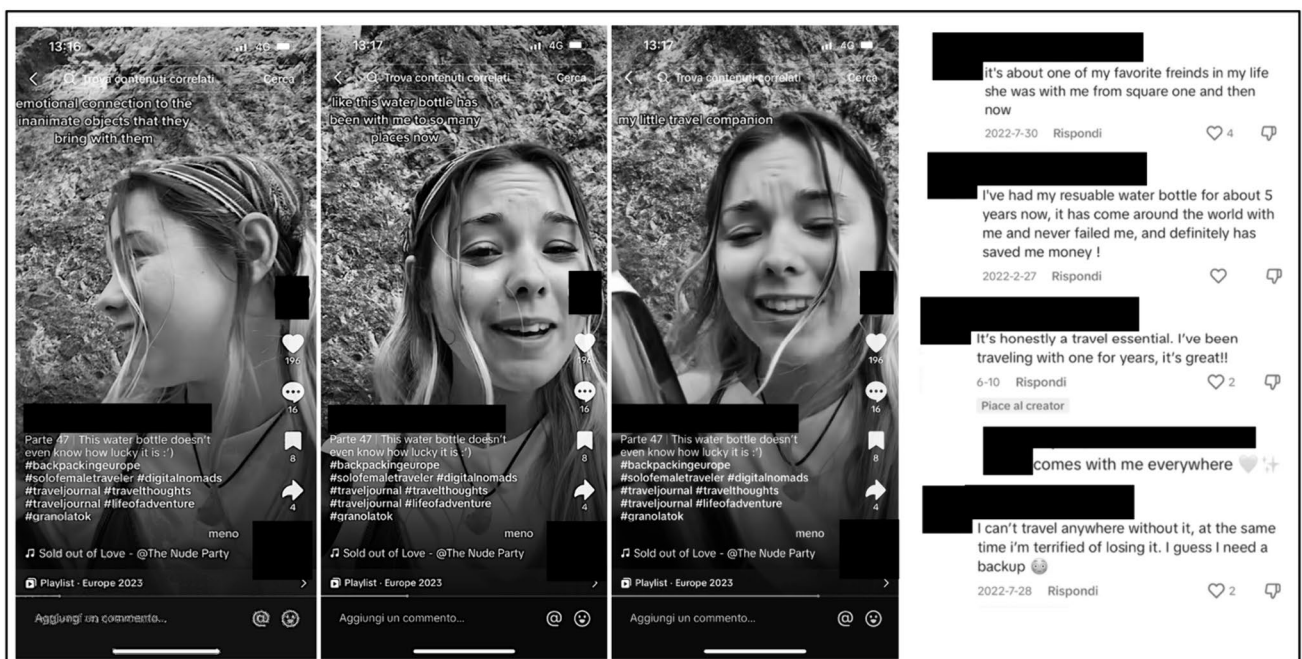 13:16
4G
Trova contenuti correlati
Cerca
emotional connection to the
inanimate objects that they
bring with them
196
16
8
4
Parte 47 | This water bottle doesn't
even know how lucky it is :')
#backpackingeurope
#solofemaletraveler #digitalnomads
#traveljournal #travelthoughts
#traveljournal #lifeofadventure
#granolatok
meno
Sold out of Love - @The Nude Party
Playlist · Europe 2023
Aggiungi un commento...
13:17
4G
Trova contenuti correlati
Cerca
like this water bottle has
been with me to so many
places now
196
16
8
4
Parte 47 | This water bottle doesn't
even know how lucky it is :')
#backpackingeurope
#solofemaletraveler #digitalnomads
#traveljournal #travelthoughts
#traveljournal #lifeofadventure
#granolatok
meno
Sold out of Love - @The Nude Party
Playlist · Europe 2023
Aggiungi un commento...
13:17
4G
Trova contenuti correlati
Cerca
my little travel companion
196
16
8
4
Parte 47 | This water bottle doesn't
even know how lucky it is :')
#backpackingeurope
#solofemaletraveler #digitalnomads
#traveljournal #travelthoughts
#traveljournal #lifeofadventure
#granolatok
meno
Sold out of Love - @The Nude Party
Playlist · Europe 2023
Aggiungi un commento...
it's about one of my favorite freinds in my life
she was with me from square one and then
now
2022-7-30 Rispondi 4
I've had my resuable water bottle for about 5
years now, it has come around the world with
me and never failed me, and definitely has
saved me money !
2022-2-27 Rispondi
It's honestly a travel essential. I've been
traveling with one for years, it's great!!
6-10 Rispondi 2
Piace al creator
comes with me everywhere 🤍✨
I can't travel anywhere without it, at the same
time i'm terrified of losing it. I guess I need a
backup 😳
2022-7-28 Rispondi 2